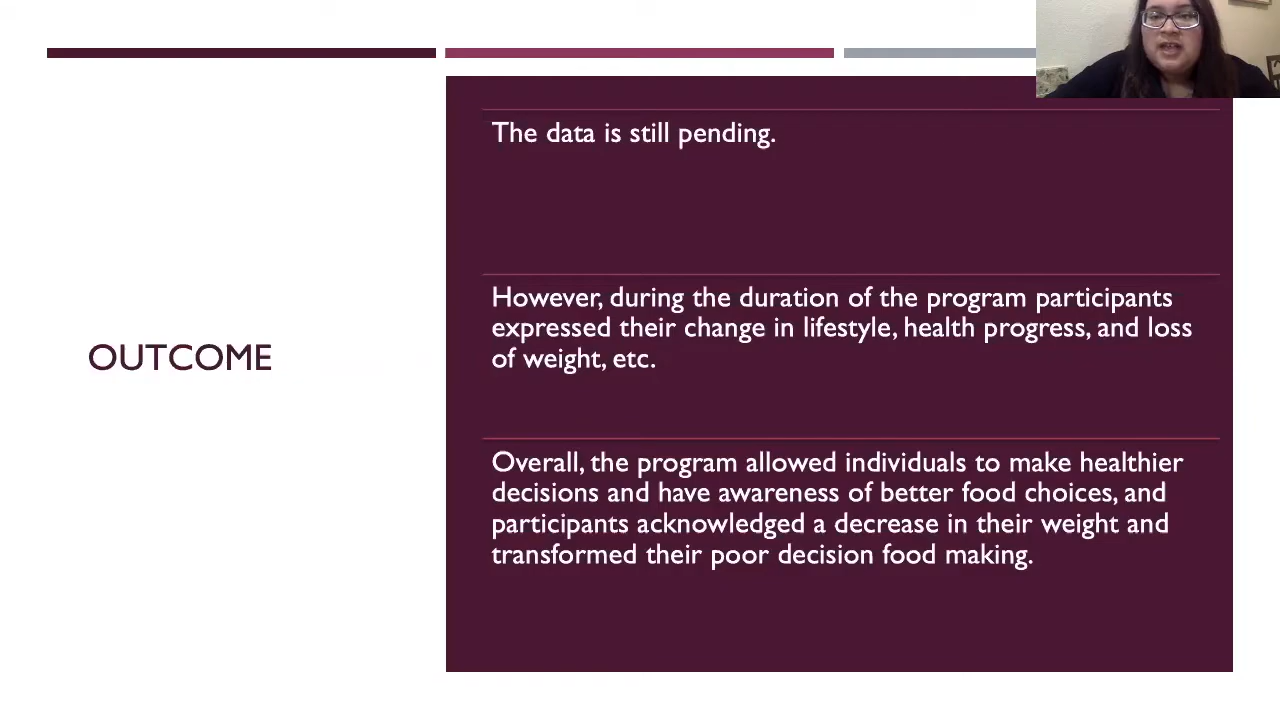 OUTCOME
The data is still pending.
However, during the duration of the program participants
expressed their change in lifestyle, health progress, and loss
of weight, etc.
Overall, the program allowed individuals to make healthier
decisions and have awareness of better food choices, and
participants acknowledged a decrease in their weight and
transformed their poor decision food making.